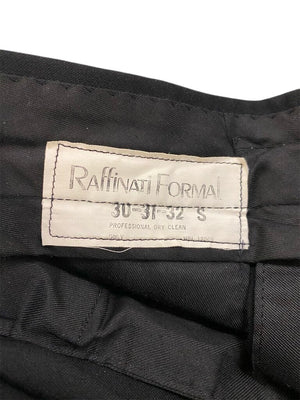 Raffinati Formal
30-31-32 S
PROFESSIONAL DRY CLEAN